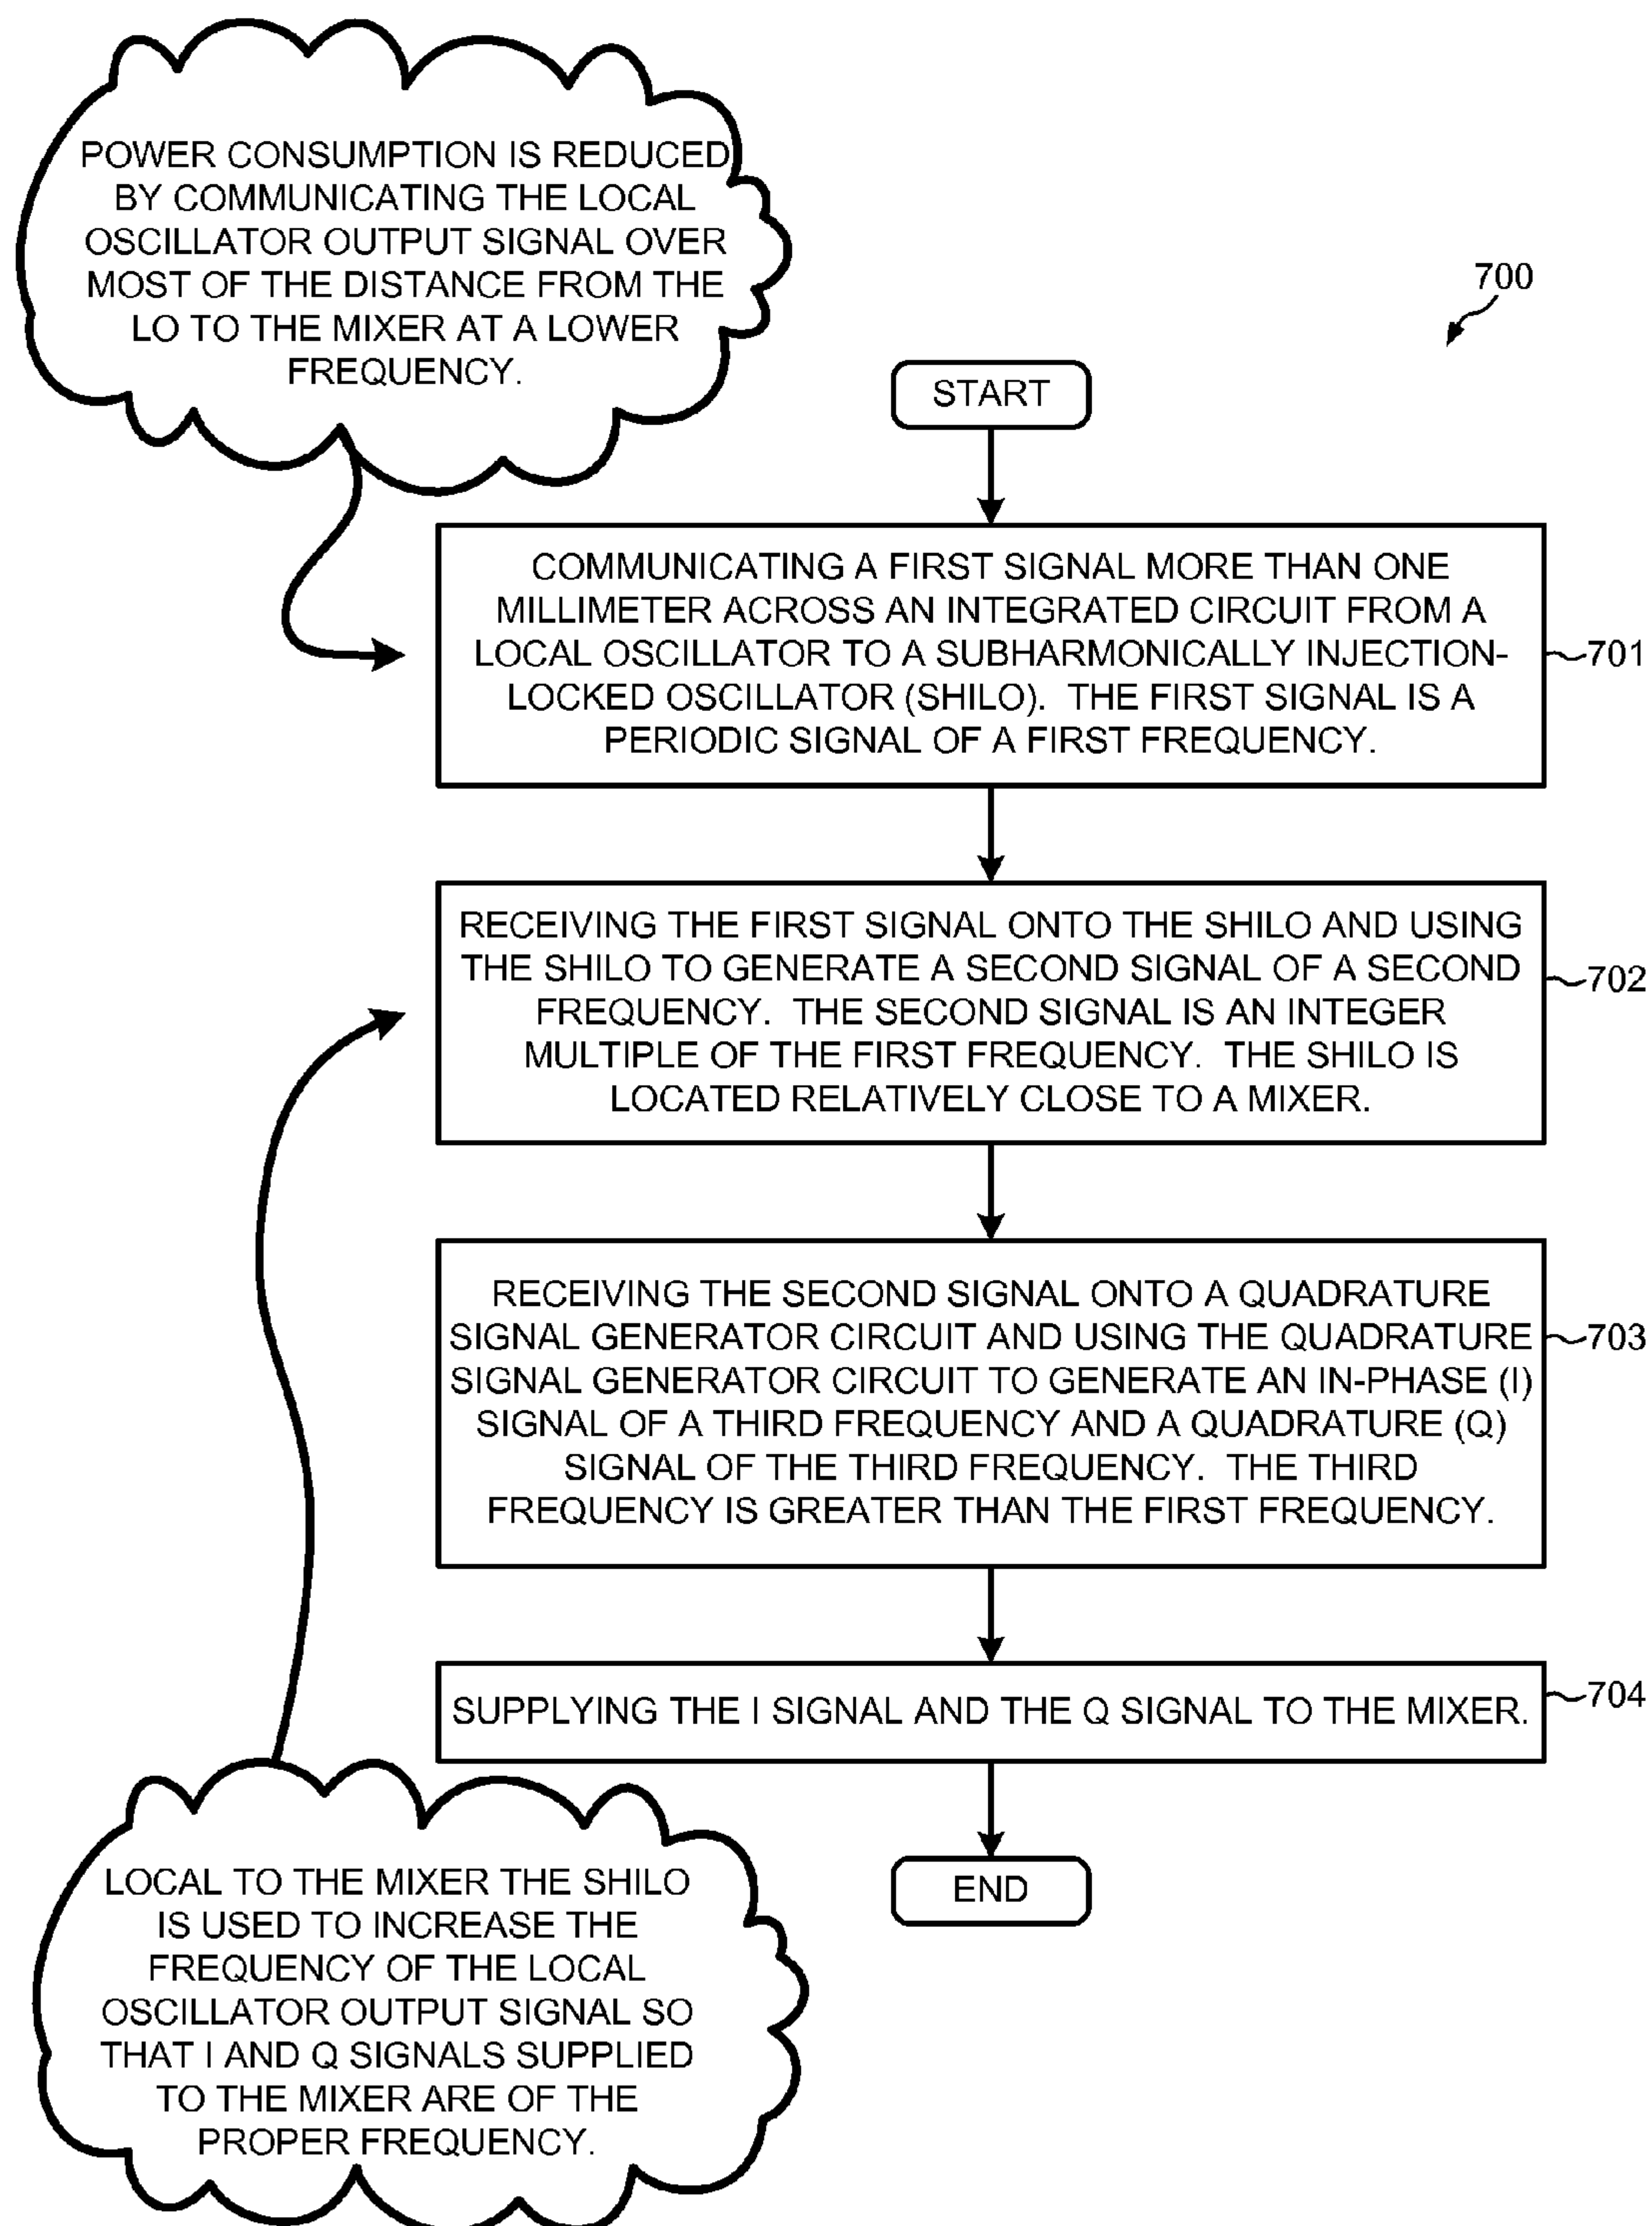 POWER CONSUMPTION IS REDUCED
BY COMMUNICATING THE LOCAL
OSCILLATOR OUTPUT SIGNAL OVER
MOST OF THE DISTANCE FROM THE
LO TO THE MIXER AT A LOWER
FREQUENCY.
700
START
COMMUNICATING A FIRST SIGNAL MORE THAN ONE
MILLIMETER ACROSS AN INTEGRATED CIRCUIT FROM A
LOCAL OSCILLATOR TO A SUBHARMONICALLY INJECTION-
LOCKED OSCILLATOR (SHILO). THE FIRST SIGNAL IS A
PERIODIC SIGNAL OF A FIRST FREQUENCY.
701
RECEIVING THE FIRST SIGNAL ONTO THE SHILO AND USING
THE SHILO TO GENERATE A SECOND SIGNAL OF A SECOND
FREQUENCY. THE SECOND SIGNAL IS AN INTEGER
MULTIPLE OF THE FIRST FREQUENCY. THE SHILO IS
LOCATED RELATIVELY CLOSE TO A MIXER.
702
RECEIVING THE SECOND SIGNAL ONTO A QUADRATURE
SIGNAL GENERATOR CIRCUIT AND USING THE QUADRATURE
SIGNAL GENERATOR CIRCUIT TO GENERATE AN IN-PHASE (I)
SIGNAL OF A THIRD FREQUENCY AND A QUADRATURE (Q)
SIGNAL OF THE THIRD FREQUENCY. THE THIRD
FREQUENCY IS GREATER THAN THE FIRST FREQUENCY.
703
SUPPLYING THE I SIGNAL AND THE Q SIGNAL TO THE MIXER.
704
END
LOCAL TO THE MIXER THE SHILO
IS USED TO INCREASE THE
FREQUENCY OF THE LOCAL
OSCILLATOR OUTPUT SIGNAL SO
THAT I AND Q SIGNALS SUPPLIED
TO THE MIXER ARE OF THE
PROPER FREQUENCY.